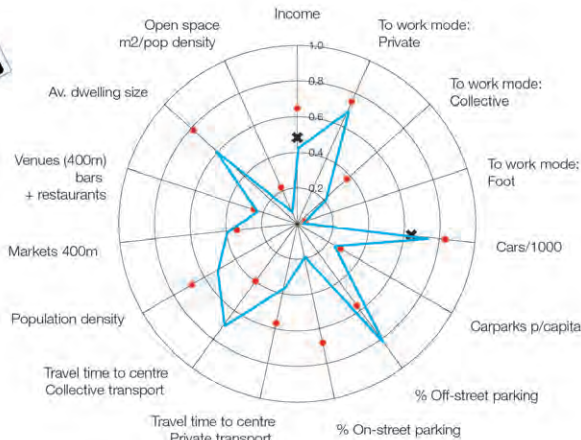 Income
Open space
m2/pop density
To work mode:
Private
Av. dwelling size
To work mode:
Collective
Venues (400m)
bars
+ restaurants
To work mode:
Foot
1.0
0.8
0.6
0.4
0.2
Markets 400m
Cars/1000
Population density
Carparks p/capita
Travel time to centre
Collective transport
% Off-street parking
Travel time to centre
Private transport
% On-street parking